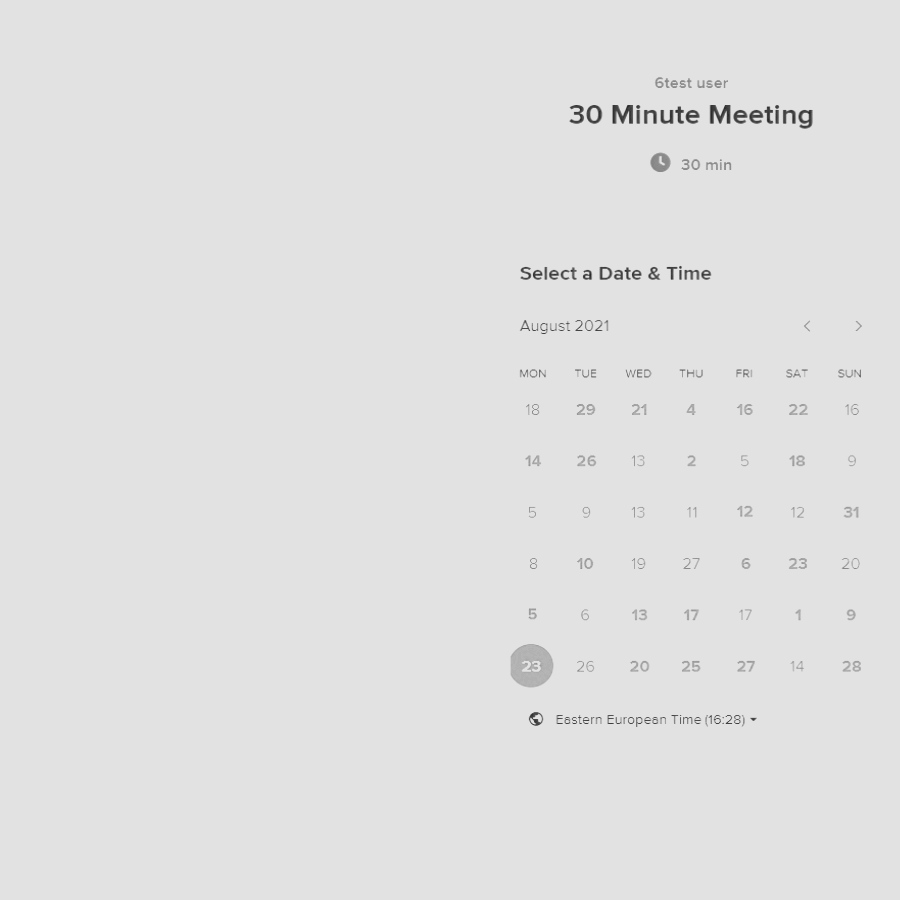 6test user
30 Minute Meeting
30 min
Select a Date & Time
August 2021
MON TUE WED THU FRI SAT SUN
18 29 21 4 16 22 16
14 26 13 2 5 18 9
5 9 13 11 12 12 31
8 10 19 27 6 23 20
5 6 13 17 17 1 9
23 26 20 25 27 14 28
Eastern European Time (16:28)